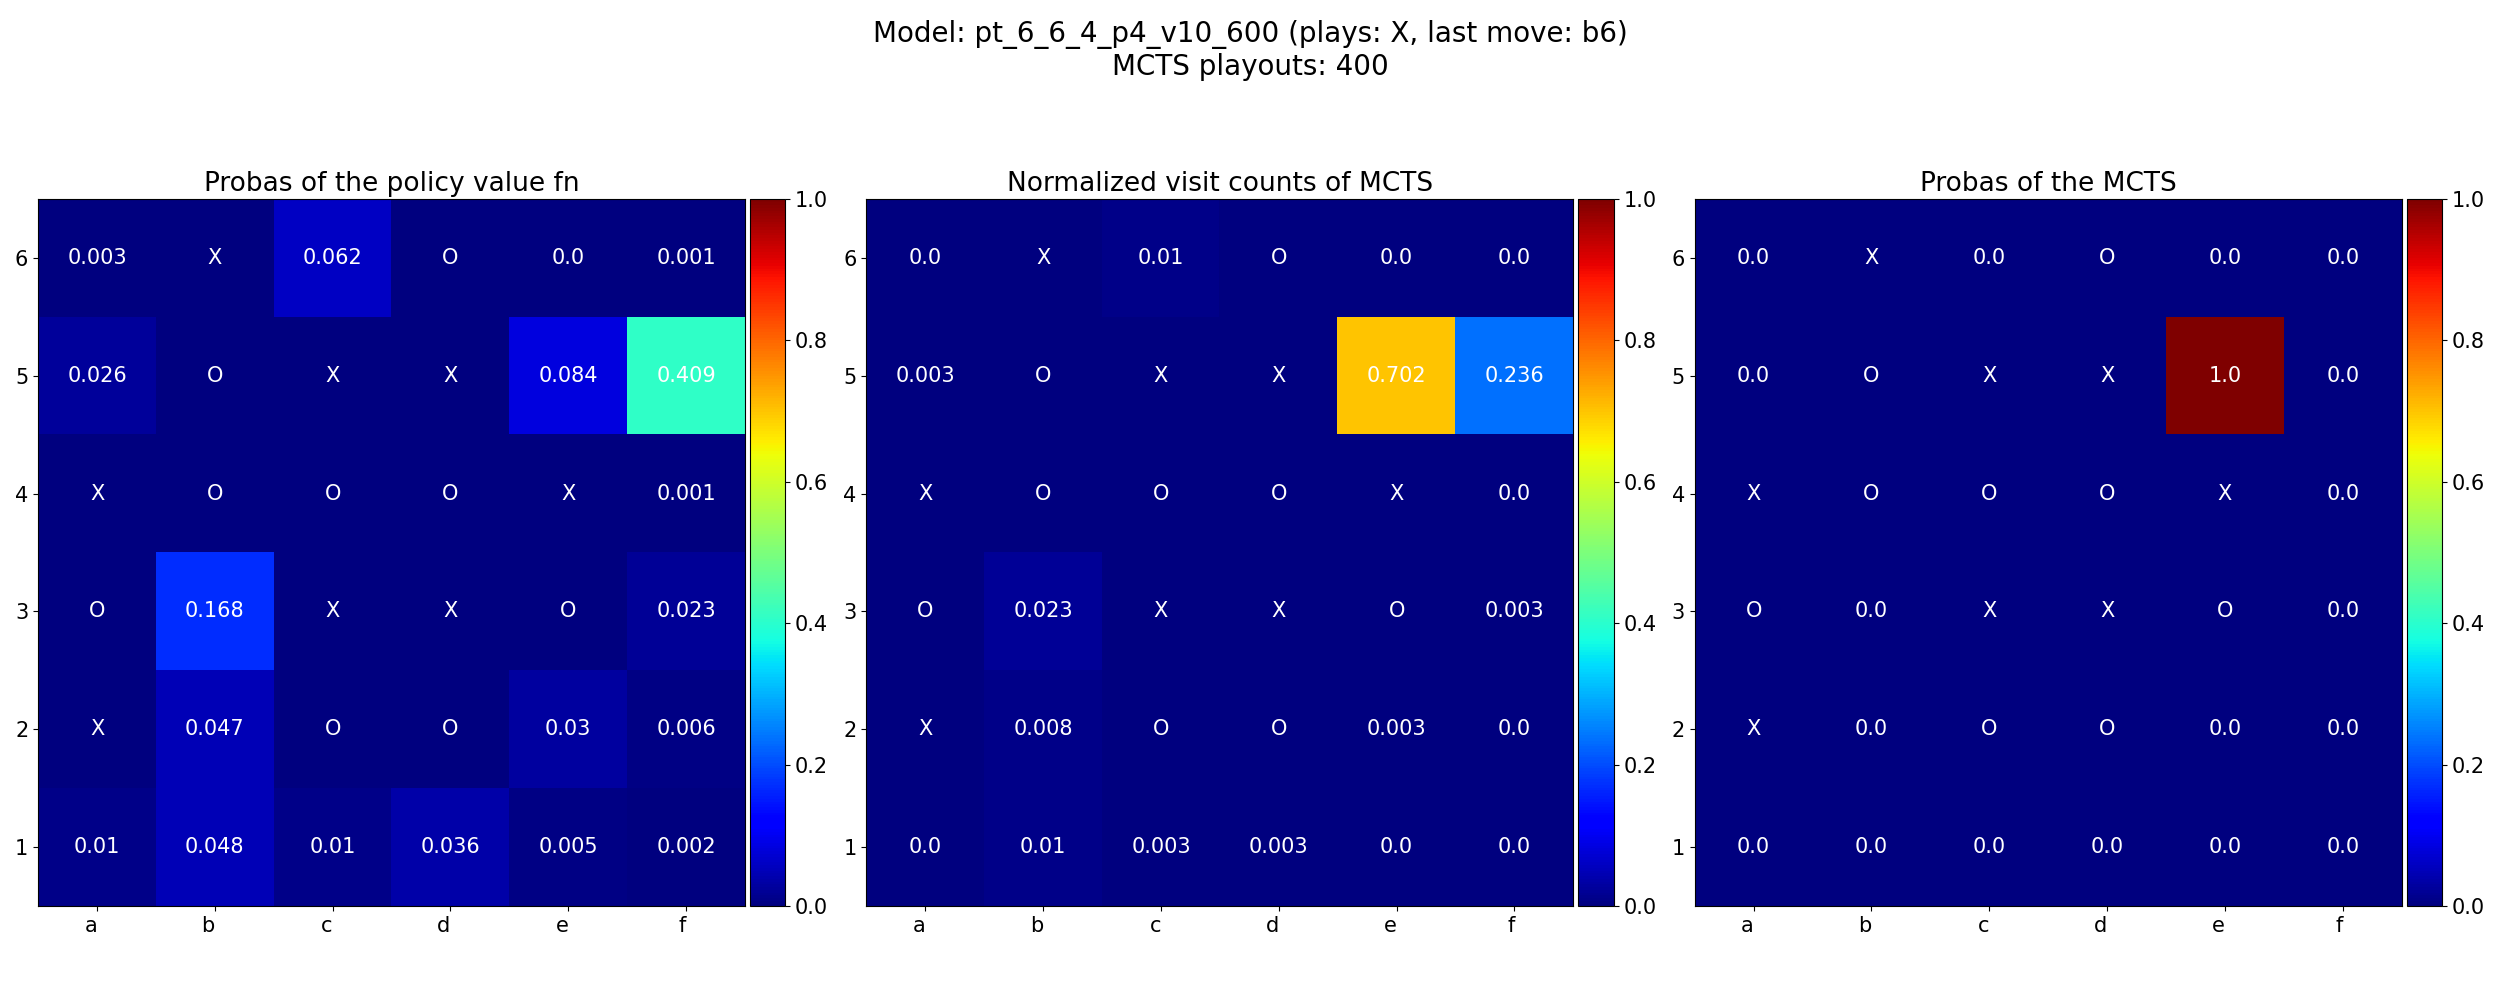 Model: pt_6_6_4_p4_v10_600 (plays: X, last move: b6)
MCTS playouts: 400
Probas of the policy value fn
6 0.003 X 0.062 O 0.0 0.001
5 0.026 O X X 0.084 0.409
4 X O O O X 0.001
3 O 0.168 X X O 0.023
2 X 0.047 O O 0.03 0.006
1 0.01 0.048 0.01 0.036 0.005 0.002
a b c d e f
1.0
0.8
0.6
0.4
0.2
0.0
Normalized visit counts of MCTS
6 0.0 X 0.01 O 0.0 0.0
5 0.003 O X X 0.702 0.236
4 X O O O X 0.0
3 O 0.023 X X O 0.003
2 X 0.008 O O 0.003 0.0
1 0.0 0.01 0.003 0.003 0.0 0.0
a b c d e f
1.0
0.8
0.6
0.4
0.2
0.0
Probas of the MCTS
6 0.0 X 0.0 O 0.0 0.0
5 0.0 O X X 1.0 0.0
4 X O O O X 0.0
3 O 0.0 X X O 0.0
2 X 0.0 O O 0.0 0.0
1 0.0 0.0 0.0 0.0 0.0 0.0
a b c d e f
1.0
0.8
0.6
0.4
0.2
0.0